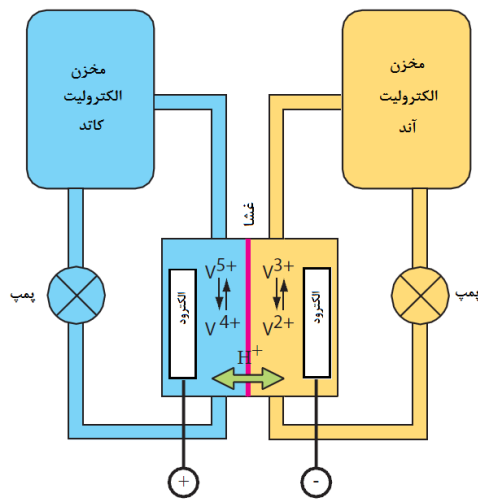 مخزن
الکترولیت
کاتد
مخزن
الکترولیت
آند
غشا
پمپ
پمپ
الکترود
V5+
V4+
V3+
V2+
الکترود
H+
+
-